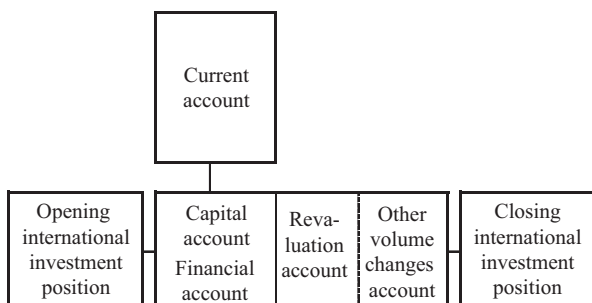 Current
account
Opening
international
investment
position
Capital
account
Financial
account
Reva-
luation
account
Other
volume
changes
account
Closing
international
investment
position